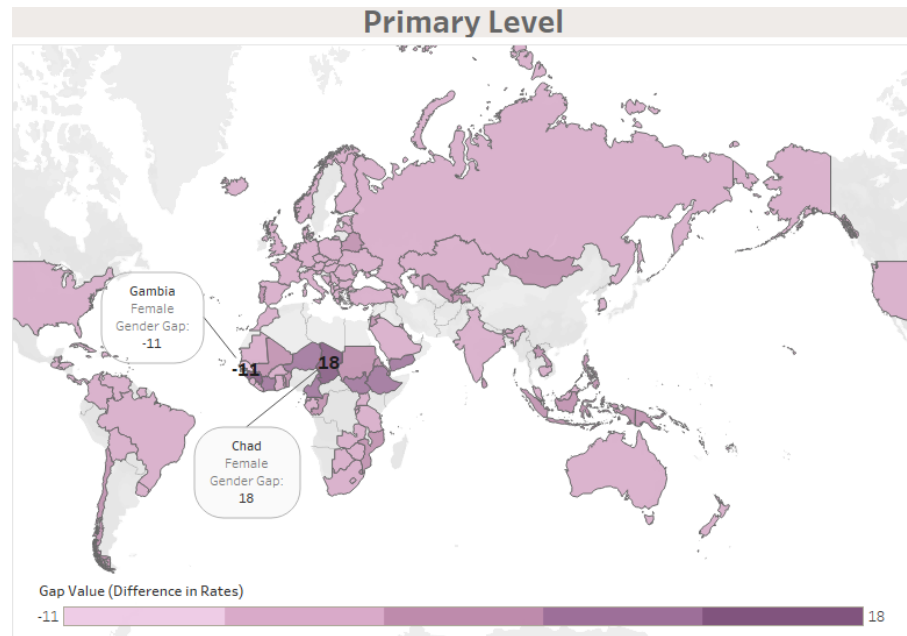 Primary Level
Gambia
Female
Gender Gap:
-11
-11
18
Chad
Female
Gender Gap:
18
Gap Value (Difference in Rates)
-11
18